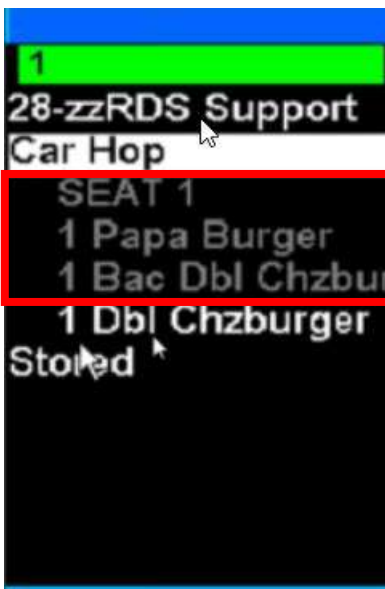 1
28-zzRDS Support
Car Hop
SEAT 1
1 Papa Burger
1 Bac Dbl Chzbur
1 Dbl Chzburger
Stored